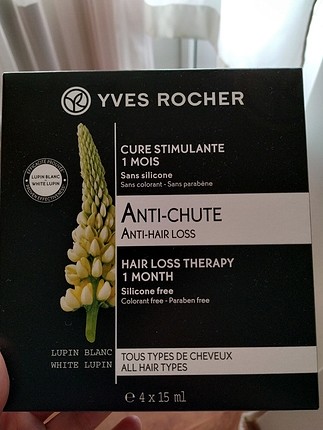 YVES ROCHER
CURE STIMULANTE
1 MOIS
Sans silicone
Sans colorant - Sans parabène
LUPIN BLANC
WHITE LUPIN
ANTI-CHUTE
ANTI-HAIR LOSS
HAIR LOSS THERAPY
1 MONTH
Silicone free
Colorant free - Paraben free
LUPIN BLANC
WHITE LUPIN
TOUS TYPES DE CHEVEUX
ALL HAIR TYPES
℮ 4 x 15 ml